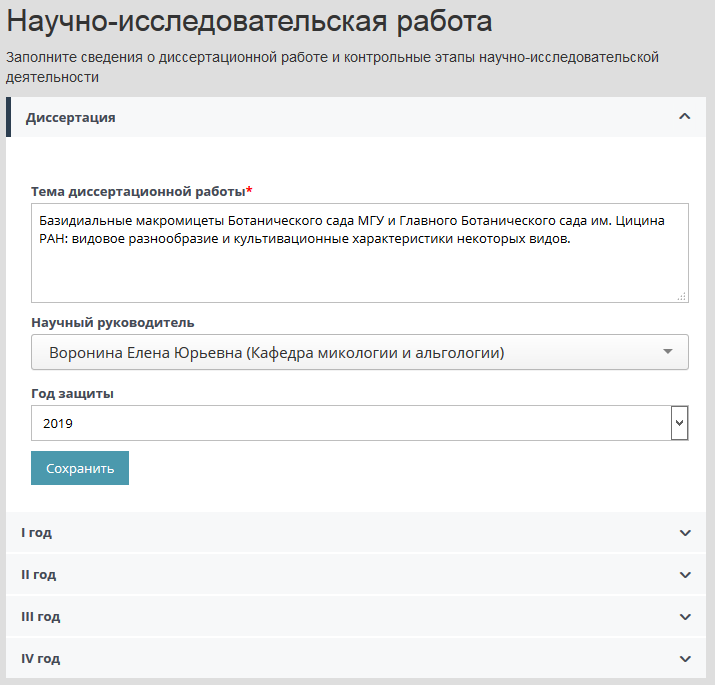 Научно-исследовательская работа
Заполните сведения о диссертационной работе и контрольные этапы научно-исследовательской
деятельности
Диссертация
Тема диссертационной работы*
Базидиальные макромицеты Ботанического сада МГУ и Главного Ботанического сада им. Цицина
РАН: видовое разнообразие и культивационные характеристики некоторых видов.
Научный руководитель
Воронина Елена Юрьевна (Кафедра микологии и альгологии)
Год защиты
2019
Сохранить
I год
II год
III год
IV год